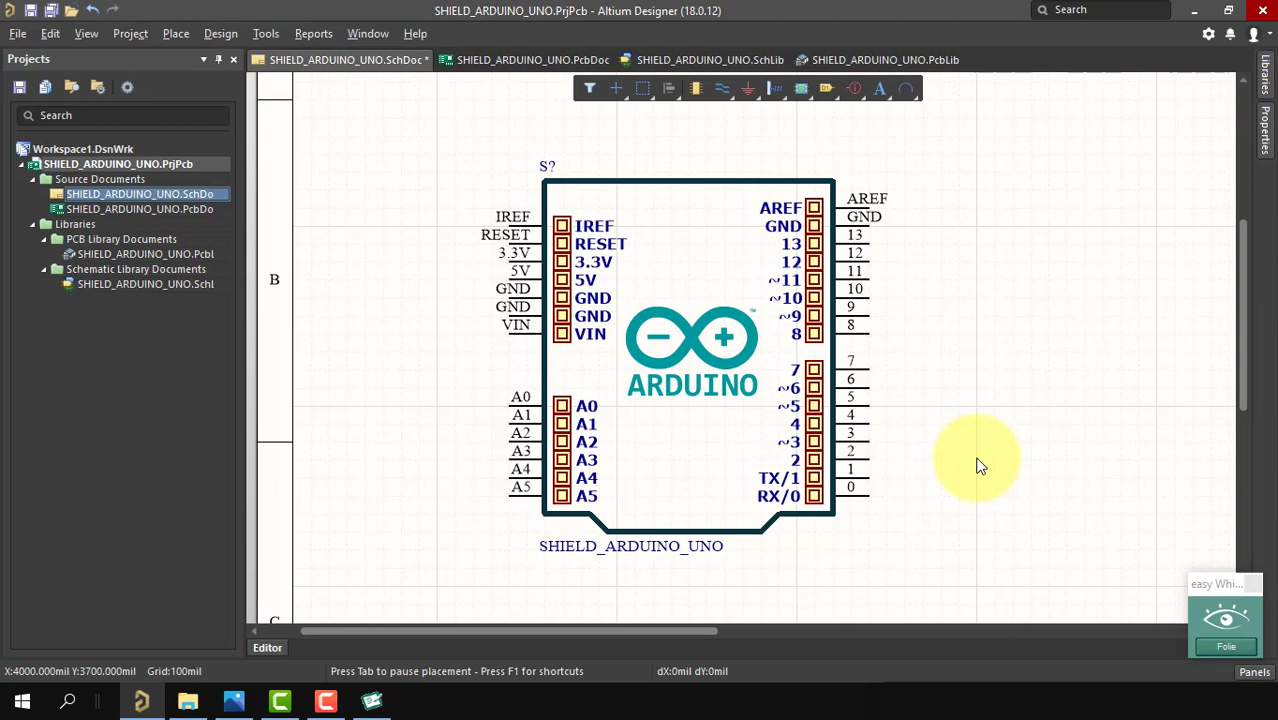 SHIELD_ARDUINO_UNO.PrjPcb - Altium Designer (18.0.12)
Search
File Edit View Project Place Design Tools Reports Window Help
Projects
SHIELD_ARDUINO_UNO.SchDoc *
SHIELD_ARDUINO_UNO.PcbDoc
SHIELD_ARDUINO_UNO.SchLib
SHIELD_ARDUINO_UNO.PcbLib
Search
Workspace1.DsnWrk
SHIELD_ARDUINO_UNO.PrjPcb
Source Documents
SHIELD_ARDUINO_UNO.SchDo
SHIELD_ARDUINO_UNO.PcbDo
Libraries
PCB Library Documents
SHIELD_ARDUINO_UNO.Pcbl
Schematic Library Documents
SHIELD_ARDUINO_UNO.Schl
Libraries
Properties
B
C
S?
IREF
RESET
3.3V
5V
GND
GND
VIN
A0
A1
A2
A3
A4
A5
IREF
RESET
3.3V
5V
GND
GND
VIN
A0
A1
A2
A3
A4
A5
TM
ARDUINO
AREF
GND
13
12
~11
~10
~9
8
7
~6
~5
4
~3
2
TX/1
RX/0
AREF
GND
13
12
11
10
9
8
7
6
5
4
3
2
1
0
SHIELD_ARDUINO_UNO
easy Whi...
Folie
Editor
X:4000.000mil Y:3700.000mil Grid:100mil
Press Tab to pause placement - Press F1 for shortcuts
dX:0mil dY:0mil
Panels